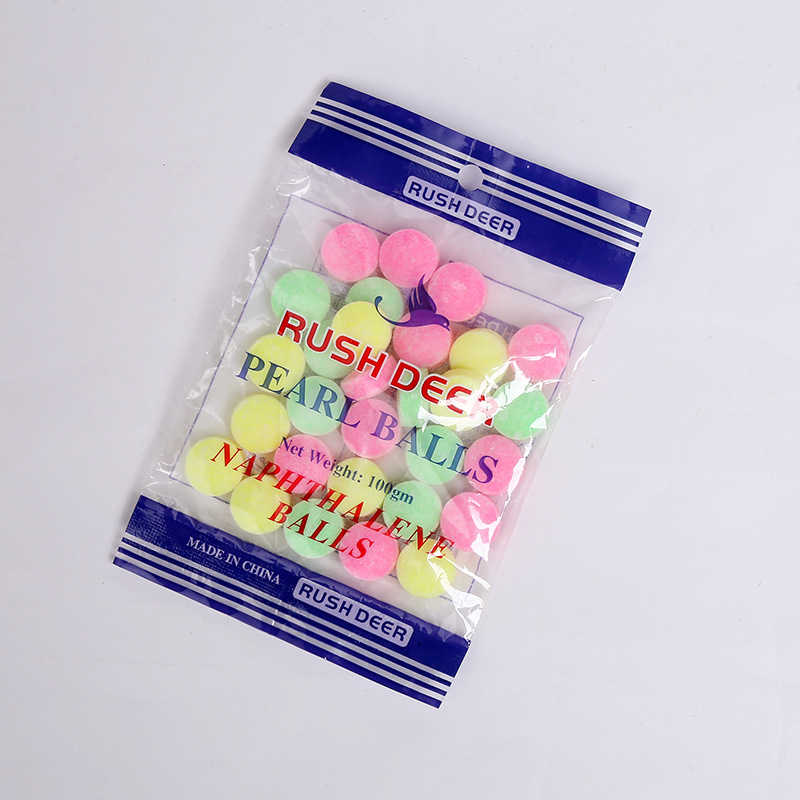 RUSH DEER
RUSH DEER
PEARL BALLS
Net Weight: 100gm
NAPHTHALENE
BALLS
MADE IN CHINA
RUSH DEER